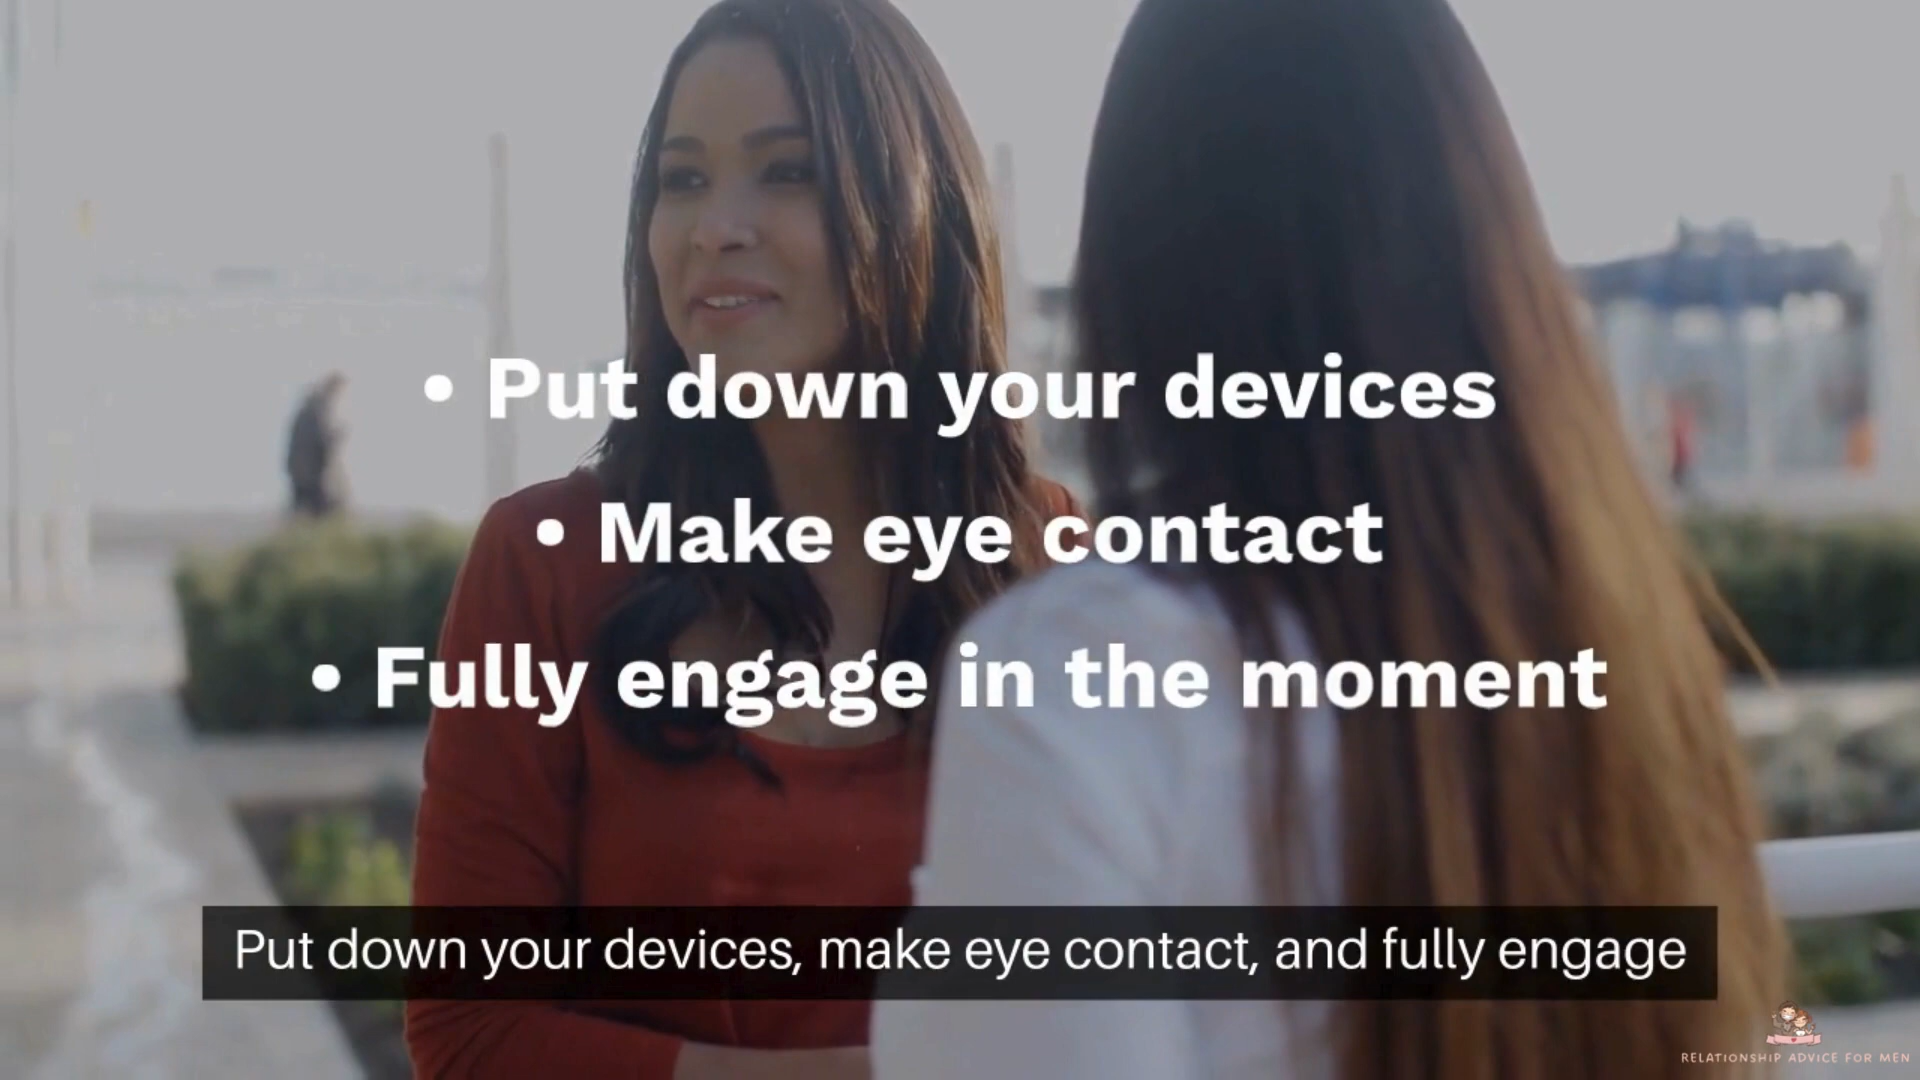 • Put down your devices
• Make eye contact
• Fully engage in the moment
Put down your devices, make eye contact, and fully engage
RELATIONSHIP ADVICE FOR MEN